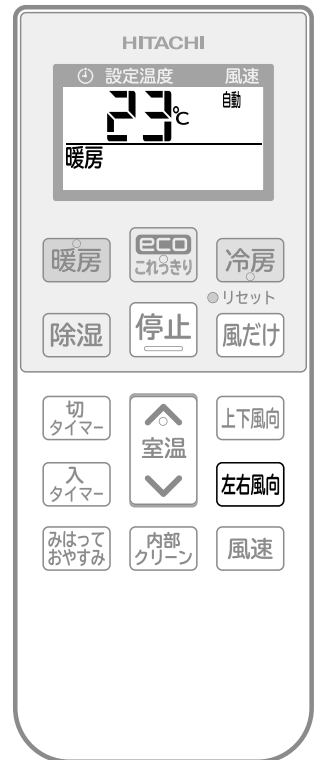 HITACHI
設定温度 風速
23℃ 自動
暖房
暖房 eco これっきり 冷房
リセット
除湿 停止 風だけ
切
タイマー
室温
上下風向
入
タイマー
左右風向
みはって
おやすみ
内部
クリーン
風速